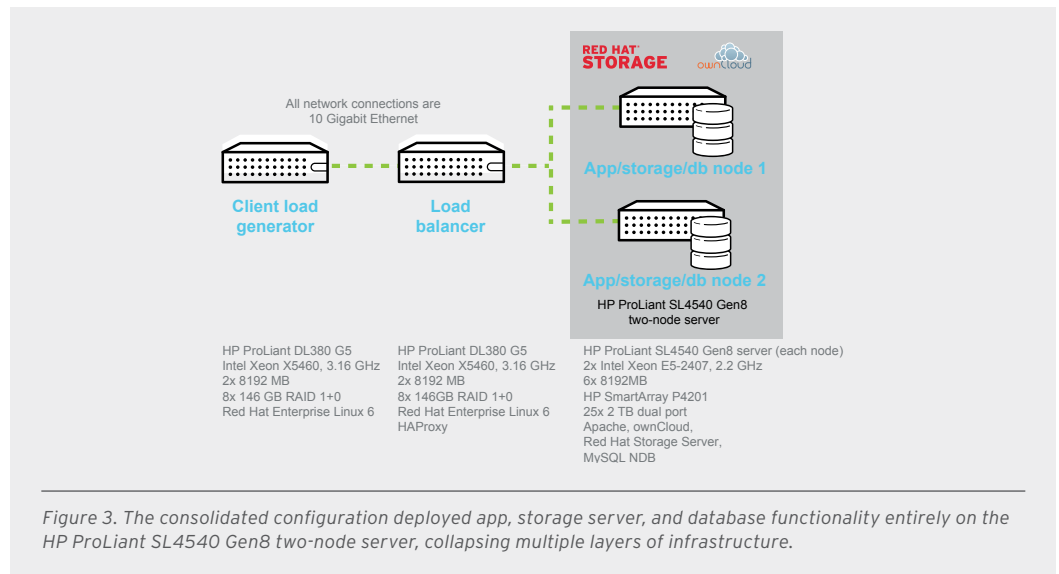 RED HAT®
STORAGE
ownCloud
All network connections are
10 Gigabit Ethernet
App/storage/db node 1
Client load
generator
Load
balancer
App/storage/db node 2
HP ProLiant SL4540 Gen8
two-node server
HP ProLiant DL380 G5
Intel Xeon X5460, 3.16 GHz
2x 8192 MB
8x 146 GB RAID 1+0
Red Hat Enterprise Linux 6
HP ProLiant DL380 G5
Intel Xeon X5460, 3.16 GHz
2x 8192 MB
8x 146GB RAID 1+0
Red Hat Enterprise Linux 6
HAProxy
HP ProLiant SL4540 Gen8 server (each node)
2x Intel Xeon E5-2407, 2.2 GHz
6x 8192MB
HP SmartArray P4201
25x 2 TB dual port
Apache, ownCloud,
Red Hat Storage Server,
MySQL NDB
Figure 3. The consolidated configuration deployed app, storage server, and database functionality entirely on the
HP ProLiant SL4540 Gen8 two-node server, collapsing multiple layers of infrastructure.